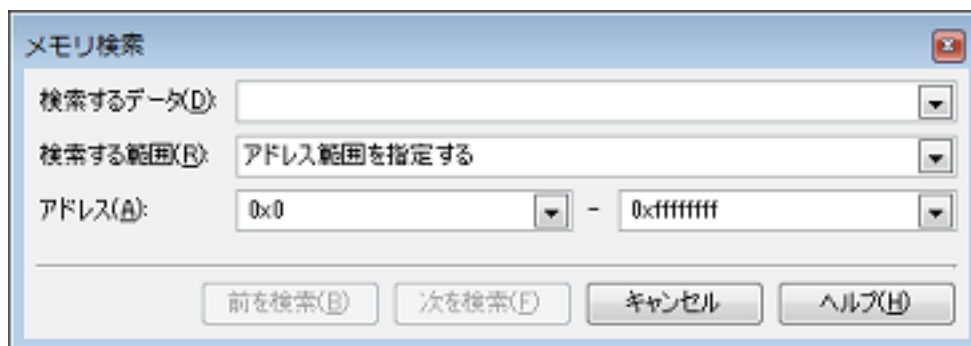 メモリ検索
検索するデータ(D):
検索する範囲(R): アドレス範囲を指定する
アドレス(A): 0x0 - 0xffffffff
前を検索(B) 次を検索(F) キャンセル ヘルプ(H)